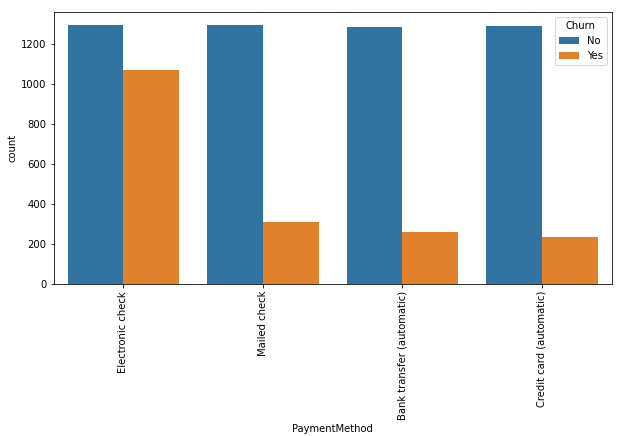 Churn
No
Yes
1200
1000
800
600
400
200
0
count
Electronic check
Mailed check
Bank transfer (automatic)
Credit card (automatic)
PaymentMethod